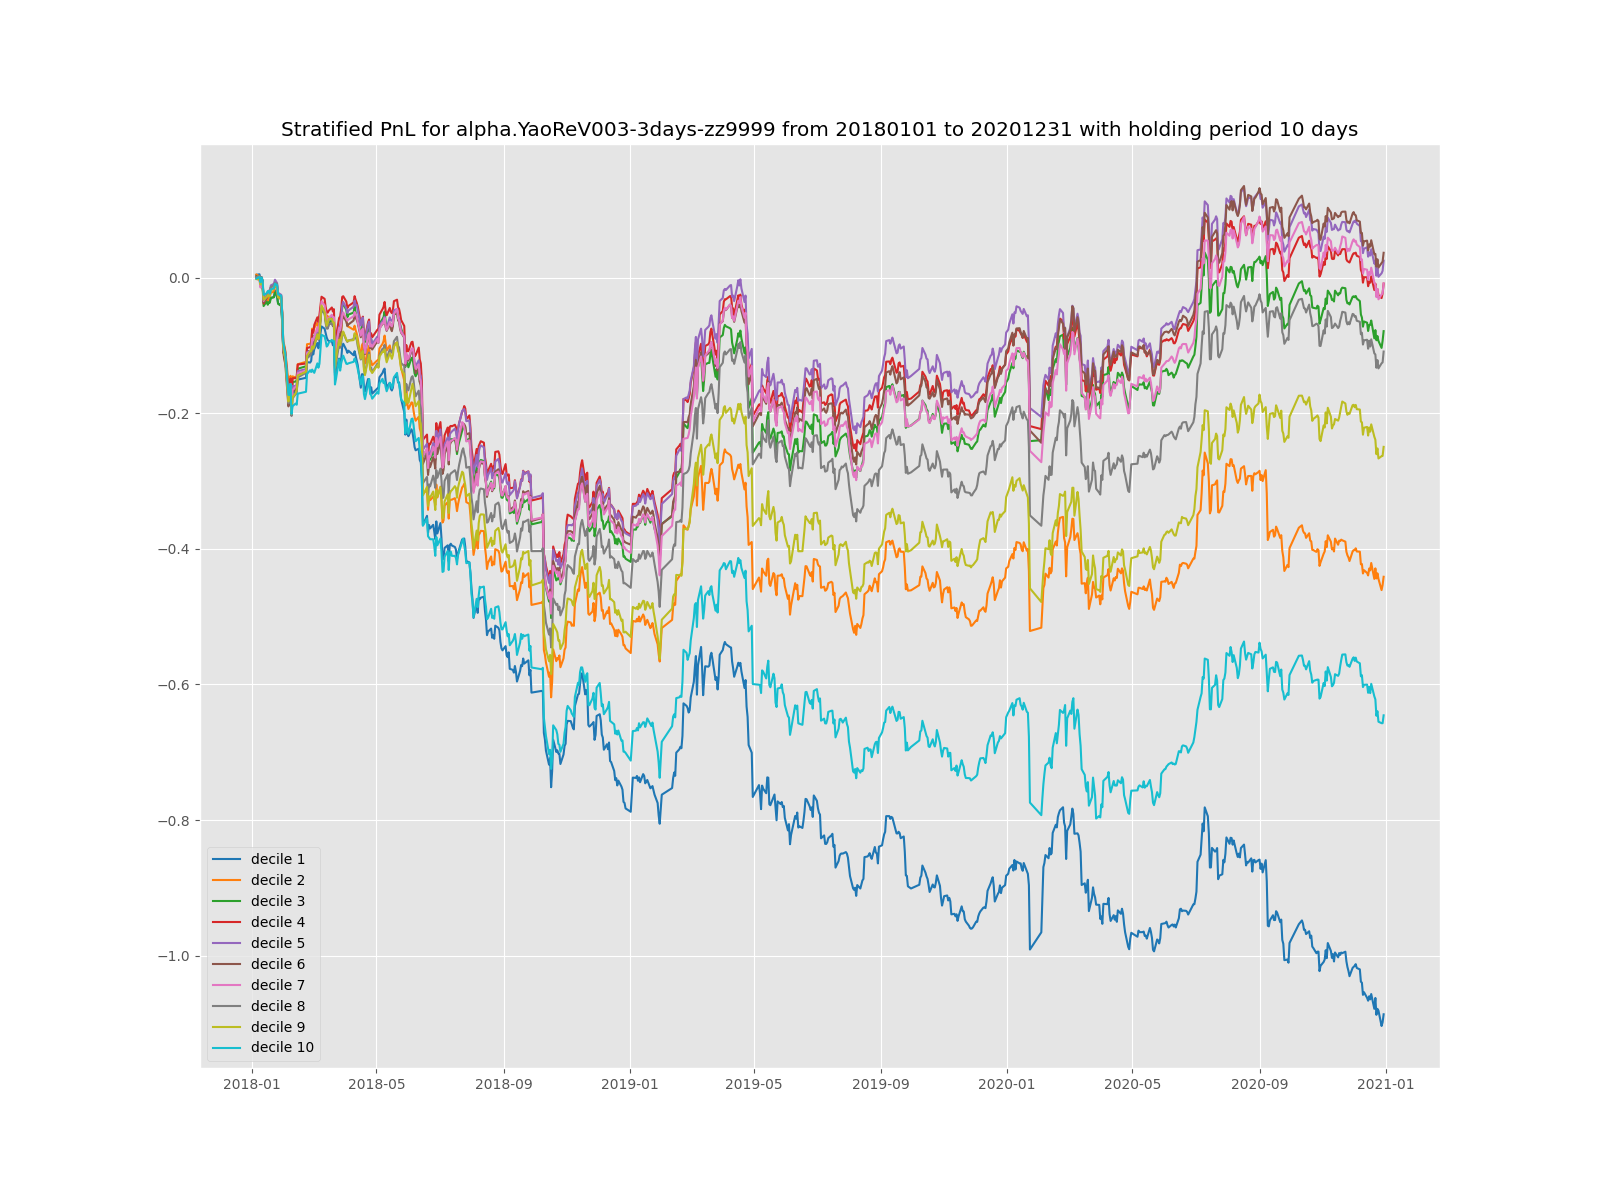 Stratified PnL for alpha.YaoReV003-3days-zz9999 from 20180101 to 20201231 with holding period 10 days
0.0
−0.2
−0.4
−0.6
−0.8
−1.0
decile 1
decile 2
decile 3
decile 4
decile 5
decile 6
decile 7
decile 8
decile 9
decile 10
2018-01 2018-05 2018-09 2019-01 2019-05 2019-09 2020-01 2020-05 2020-09 2021-01